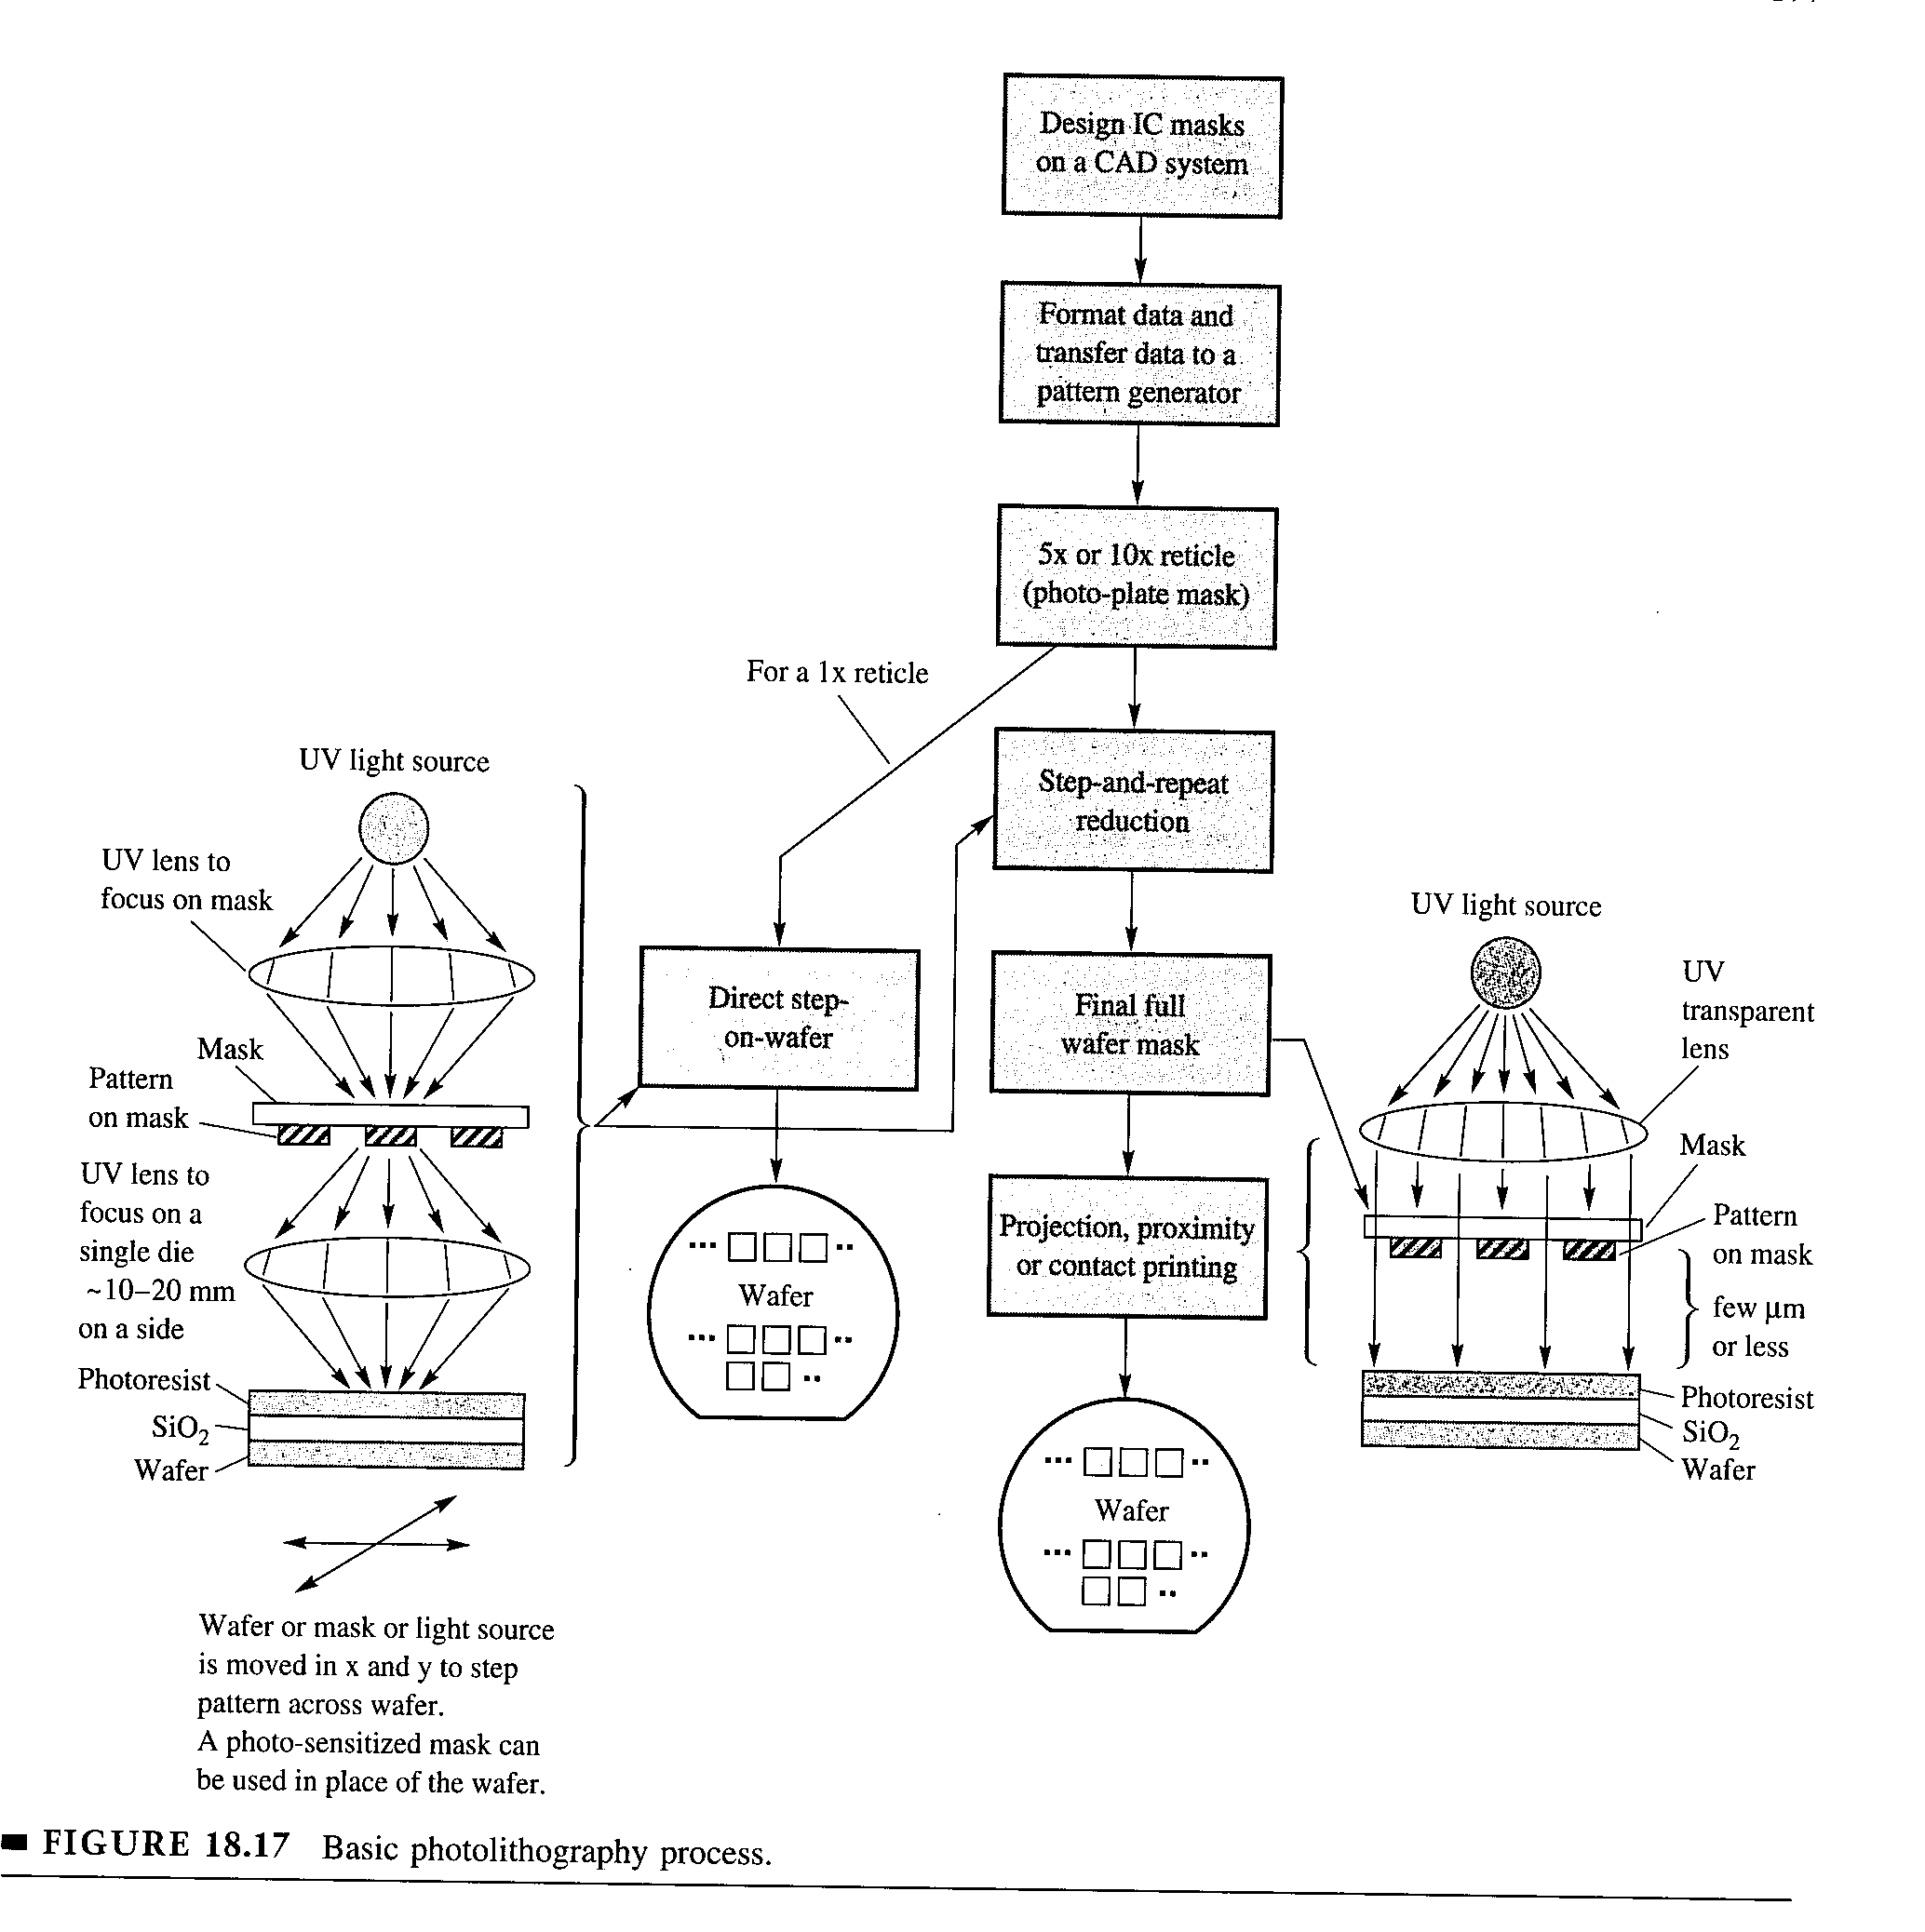 Design IC masks
on a CAD system
Format data and
transfer data to a
pattern generator
5x or 10x reticle
(photo-plate mask)
For a 1x reticle
Step-and-repeat
reduction
UV light source
UV lens to
focus on mask
Mask
Pattern
on mask
UV lens to
focus on a
single die
~10–20 mm
on a side
Photoresist
SiO₂
Wafer
Wafer or mask or light source
is moved in x and y to step
pattern across wafer.
A photo-sensitized mask can
be used in place of the wafer.
Direct step-
on-wafer
Wafer
Final full
wafer mask
Projection, proximity
or contact printing
Wafer
UV light source
UV
transparent
lens
Mask
Pattern
on mask
few μm
or less
Photoresist
SiO₂
Wafer
FIGURE 18.17 Basic photolithography process.